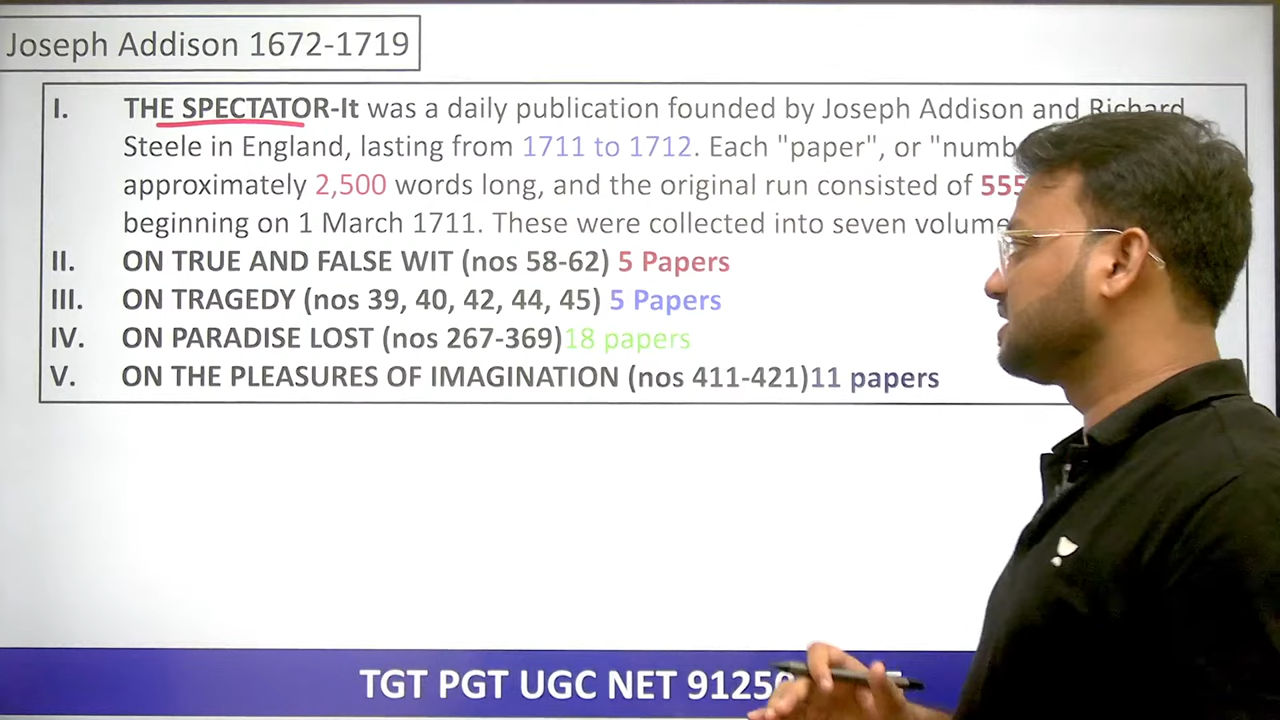 Joseph Addison 1672-1719
I. THE SPECTATOR-It was a daily publication founded by Joseph Addison and Richard
Steele in England, lasting from 1711 to 1712. Each "paper", or "numb
approximately 2,500 words long, and the original run consisted of 555
beginning on 1 March 1711. These were collected into seven volume
II. ON TRUE AND FALSE WIT (nos 58-62) 5 Papers
III. ON TRAGEDY (nos 39, 40, 42, 44, 45) 5 Papers
IV. ON PARADISE LOST (nos 267-369)18 papers
V. ON THE PLEASURES OF IMAGINATION (nos 411-421)11 papers
TGT PGT UGC NET 9125